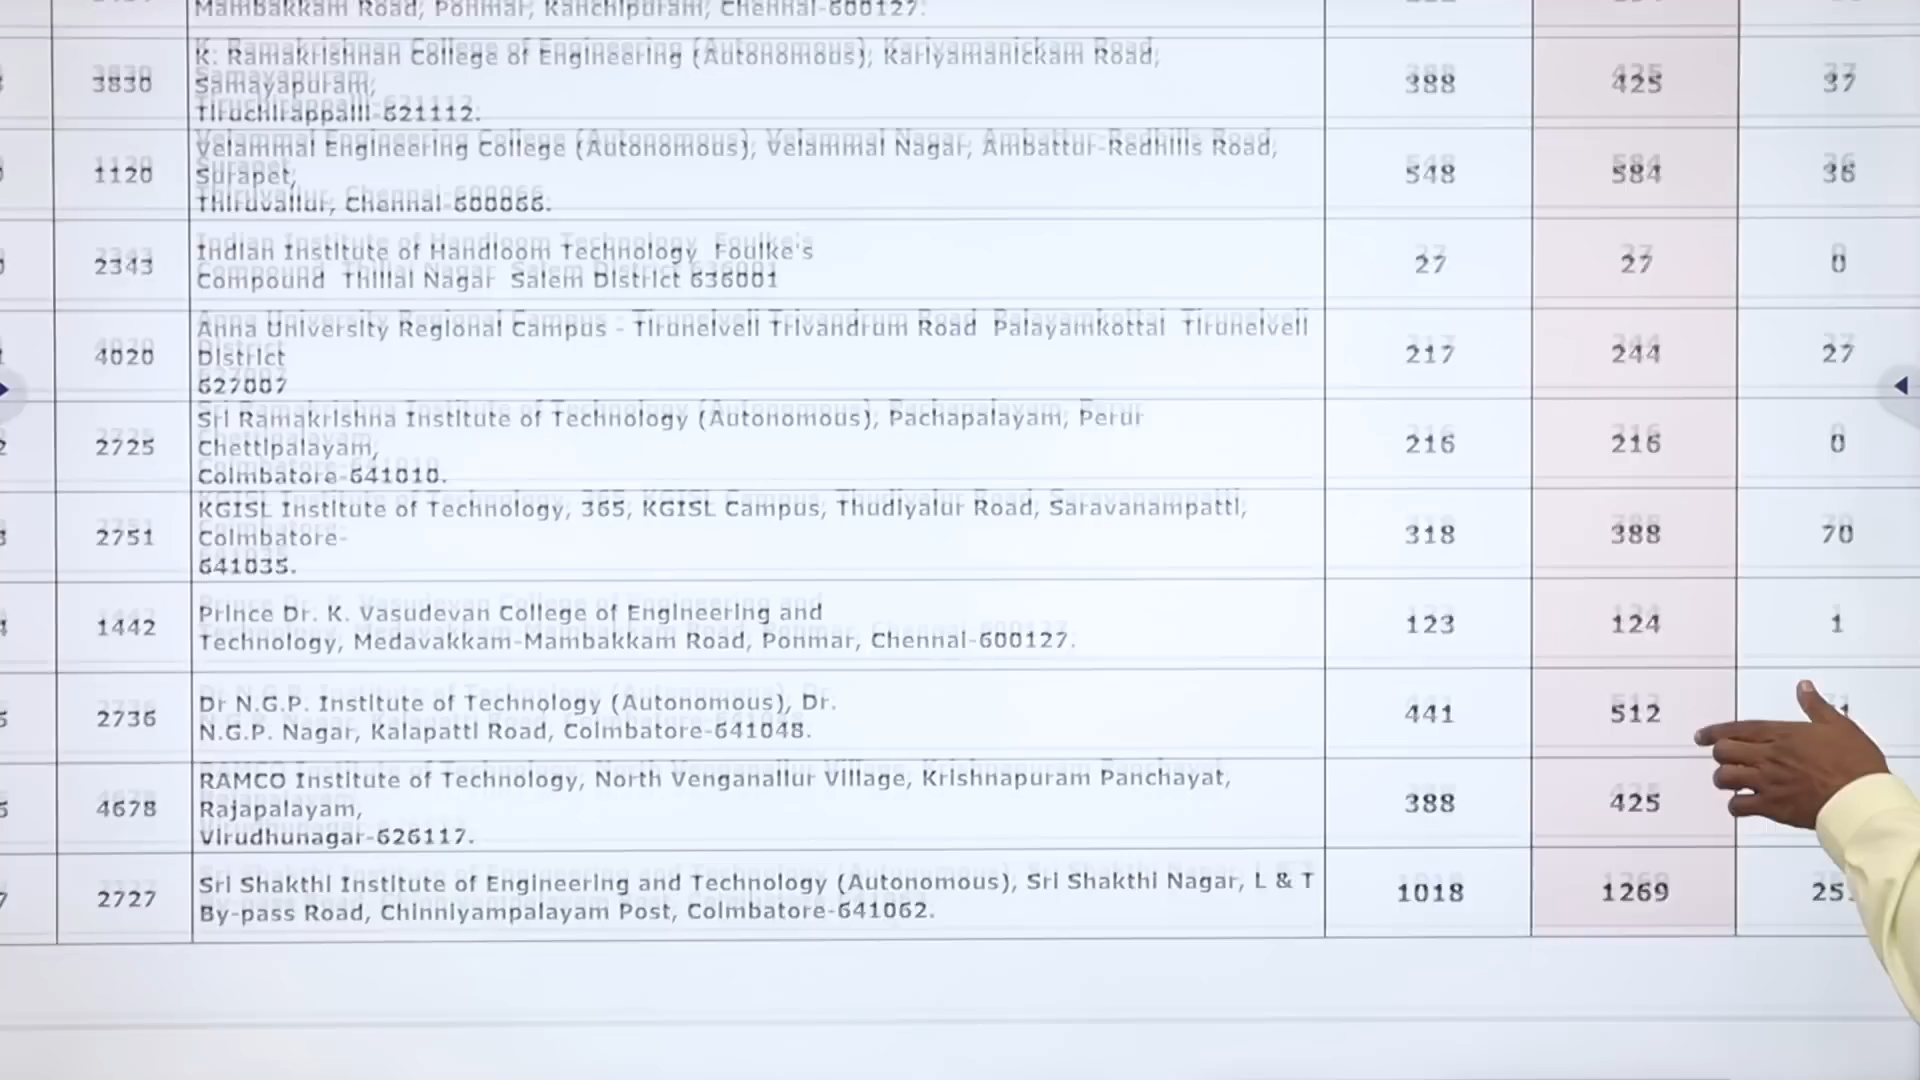 Mambakkam Road, Ponmar, Kanchipuram, Chennai-600127.
3830 K. Ramakrishnan College of Engineering (Autonomous), Kariyamanickam Road, 388 425 37
Samayapuram,
Tiruchirappalli-621112.
1120 Velammal Engineering College (Autonomous), Velammal Nagar, Ambattur-Redhills Road, 548 584 36
Surapet,
Thiruvallur, Chennai-600066.
2343 Indian Institute of Handloom Technology Foulke's 27 27 0
Compound Thillai Nagar Salem District 636001
4020 Anna University Regional Campus - Tirunelveli Trivandrum Road Palayamkottai Tirunelveli 217 244 27
District
627007
2725 Sri Ramakrishna Institute of Technology (Autonomous), Pachapalayam, Perur 216 216 0
Chettipalayam,
Coimbatore-641010.
2751 KGISL Institute of Technology, 365, KGISL Campus, Thudiyalur Road, Saravanampatti, 318 388 70
Coimbatore-
641035.
1442 Prince Dr. K. Vasudevan College of Engineering and 123 124 1
Technology, Medavakkam-Mambakkam Road, Ponmar, Chennai-600127.
2736 Dr N.G.P. Institute of Technology (Autonomous), Dr. 441 512
N.G.P. Nagar, Kalapatti Road, Coimbatore-641048.
4678 RAMCO Institute of Technology, North Venganallur Village, Krishnapuram Panchayat, 388 425
Rajapalayam,
Virudhunagar-626117.
2727 Sri Shakthi Institute of Engineering and Technology (Autonomous), Sri Shakthi Nagar, L & T 1018 1269
By-pass Road, Chinniyampalayam Post, Coimbatore-641062.